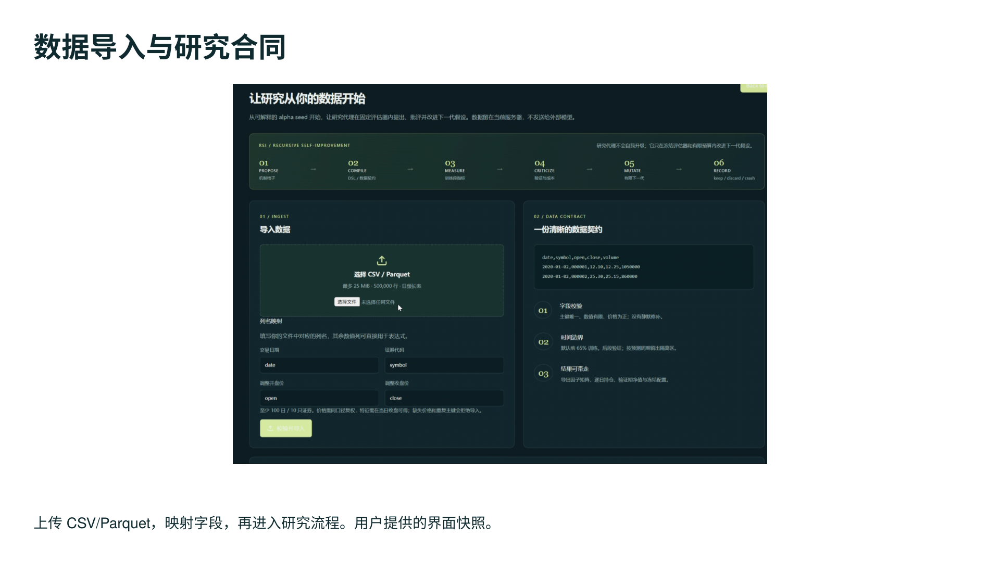 数据导入与研究合同
Back to
让研究从你的数据开始
从可解释的 alpha seed 开始，让研究代理在固定评估器内提出、批评并改进下一代假设。数据留在当前服务器，不发送给外部模型。
RSI / RECURSIVE SELF-IMPROVEMENT
研究代理不会自我升级；它只在冻结评估器和有限预算内改进下一代假设。
01 → 02 → 03 → 04 → 05 → 06
PROPOSE COMPILE MEASURE CRITICIZE MUTATE RECORD
机制格子 DSL / 数据契约 训练段指标 验证与成本 有限下一代 keep / discard / crash
01 / INGEST
导入数据
选择 CSV / Parquet
最多 25 MiB · 500,000 行 · 日频长表
选择文件 未选择任何文件
列名映射
填写你的文件中对应的列名，其余数值列可直接用于表达式。
交易日期 证券代码
date symbol
调整开盘价 调整收盘价
open close
至少 100 日 / 10 只证券。价格需同口径复权，特征需在当日收盘可得；缺失价格和重复主键会拒绝导入。
校验并导入
02 / DATA CONTRACT
一份清晰的数据契约
date,symbol,open,close,volume
2020-01-02,000001,12.10,12.25,1050000
2020-01-02,000002,25.30,25.15,860000
01 字段校验
主键唯一、数值有限、价格为正；没有静默修补。
02 时间边界
默认前 65% 训练，后段验证；按预测周期留出隔离区。
03 结果可带走
导出因子矩阵、逐日持仓、验证期净值与冻结配置。
上传 CSV/Parquet，映射字段，再进入研究流程。用户提供的界面快照。